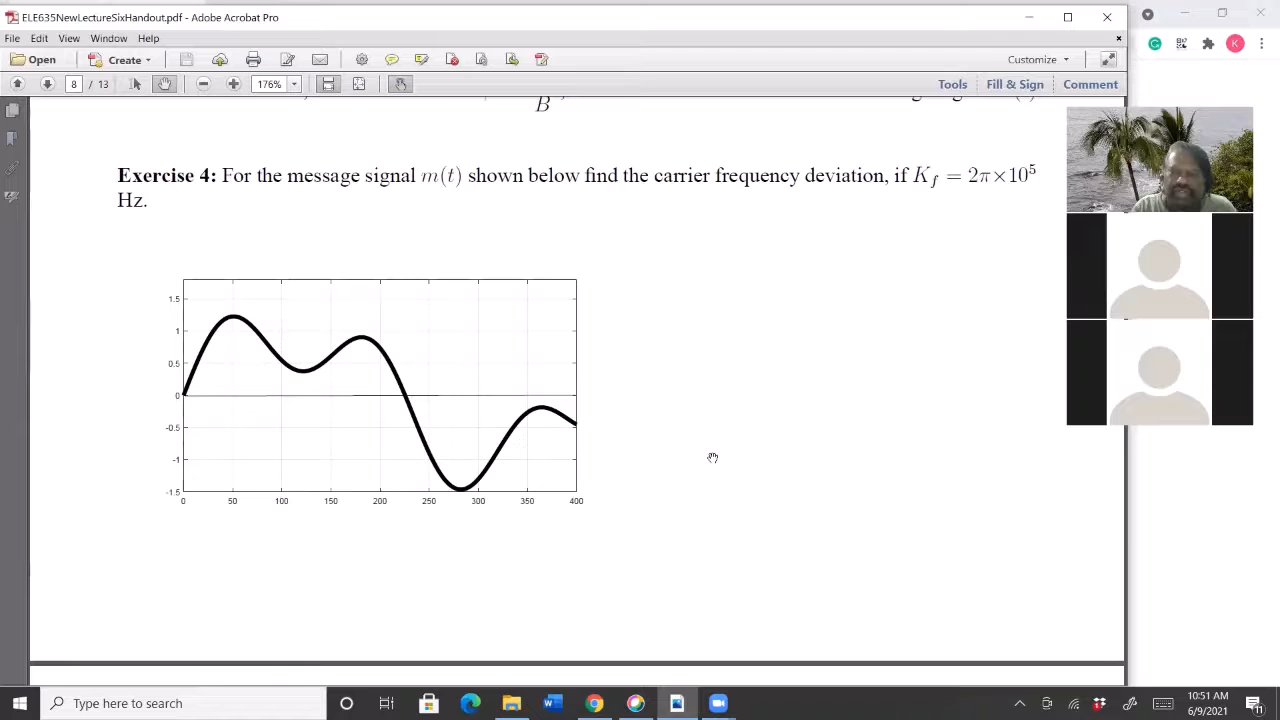 ELE635NewLectureSixHandout.pdf - Adobe Acrobat Pro
File Edit View Window Help
Open Create Customize
8 / 13 176% Tools Fill & Sign Comment
K
B
Exercise 4: For the message signal m(t) shown below find the carrier frequency deviation, if K_f = 2π×10⁵
Hz.
1.5
1
0.5
0
-0.5
-1
-1.5
0 50 100 150 200 250 300 350 400
Type here to search
10:51 AM
6/9/2021
11